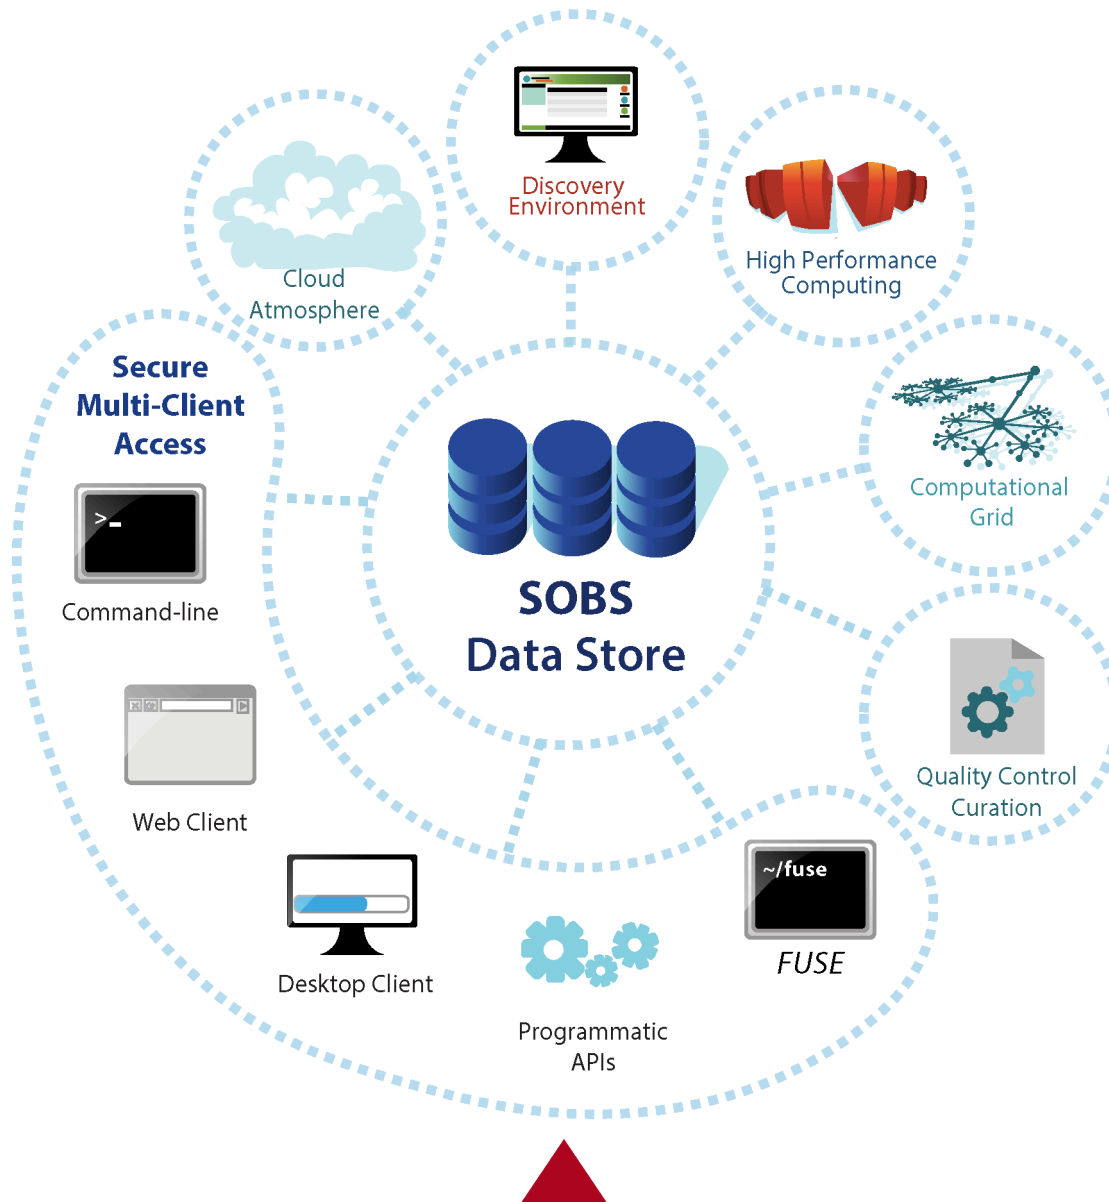 Discovery
Environment
Cloud
Atmosphere
High Performance
Computing
Secure
Multi-Client
Access
Computational
Grid
>_
Command-line
SOBS
Data Store
Web Client
Quality Control
Curation
~/fuse
FUSE
Desktop Client
Programmatic
APIs